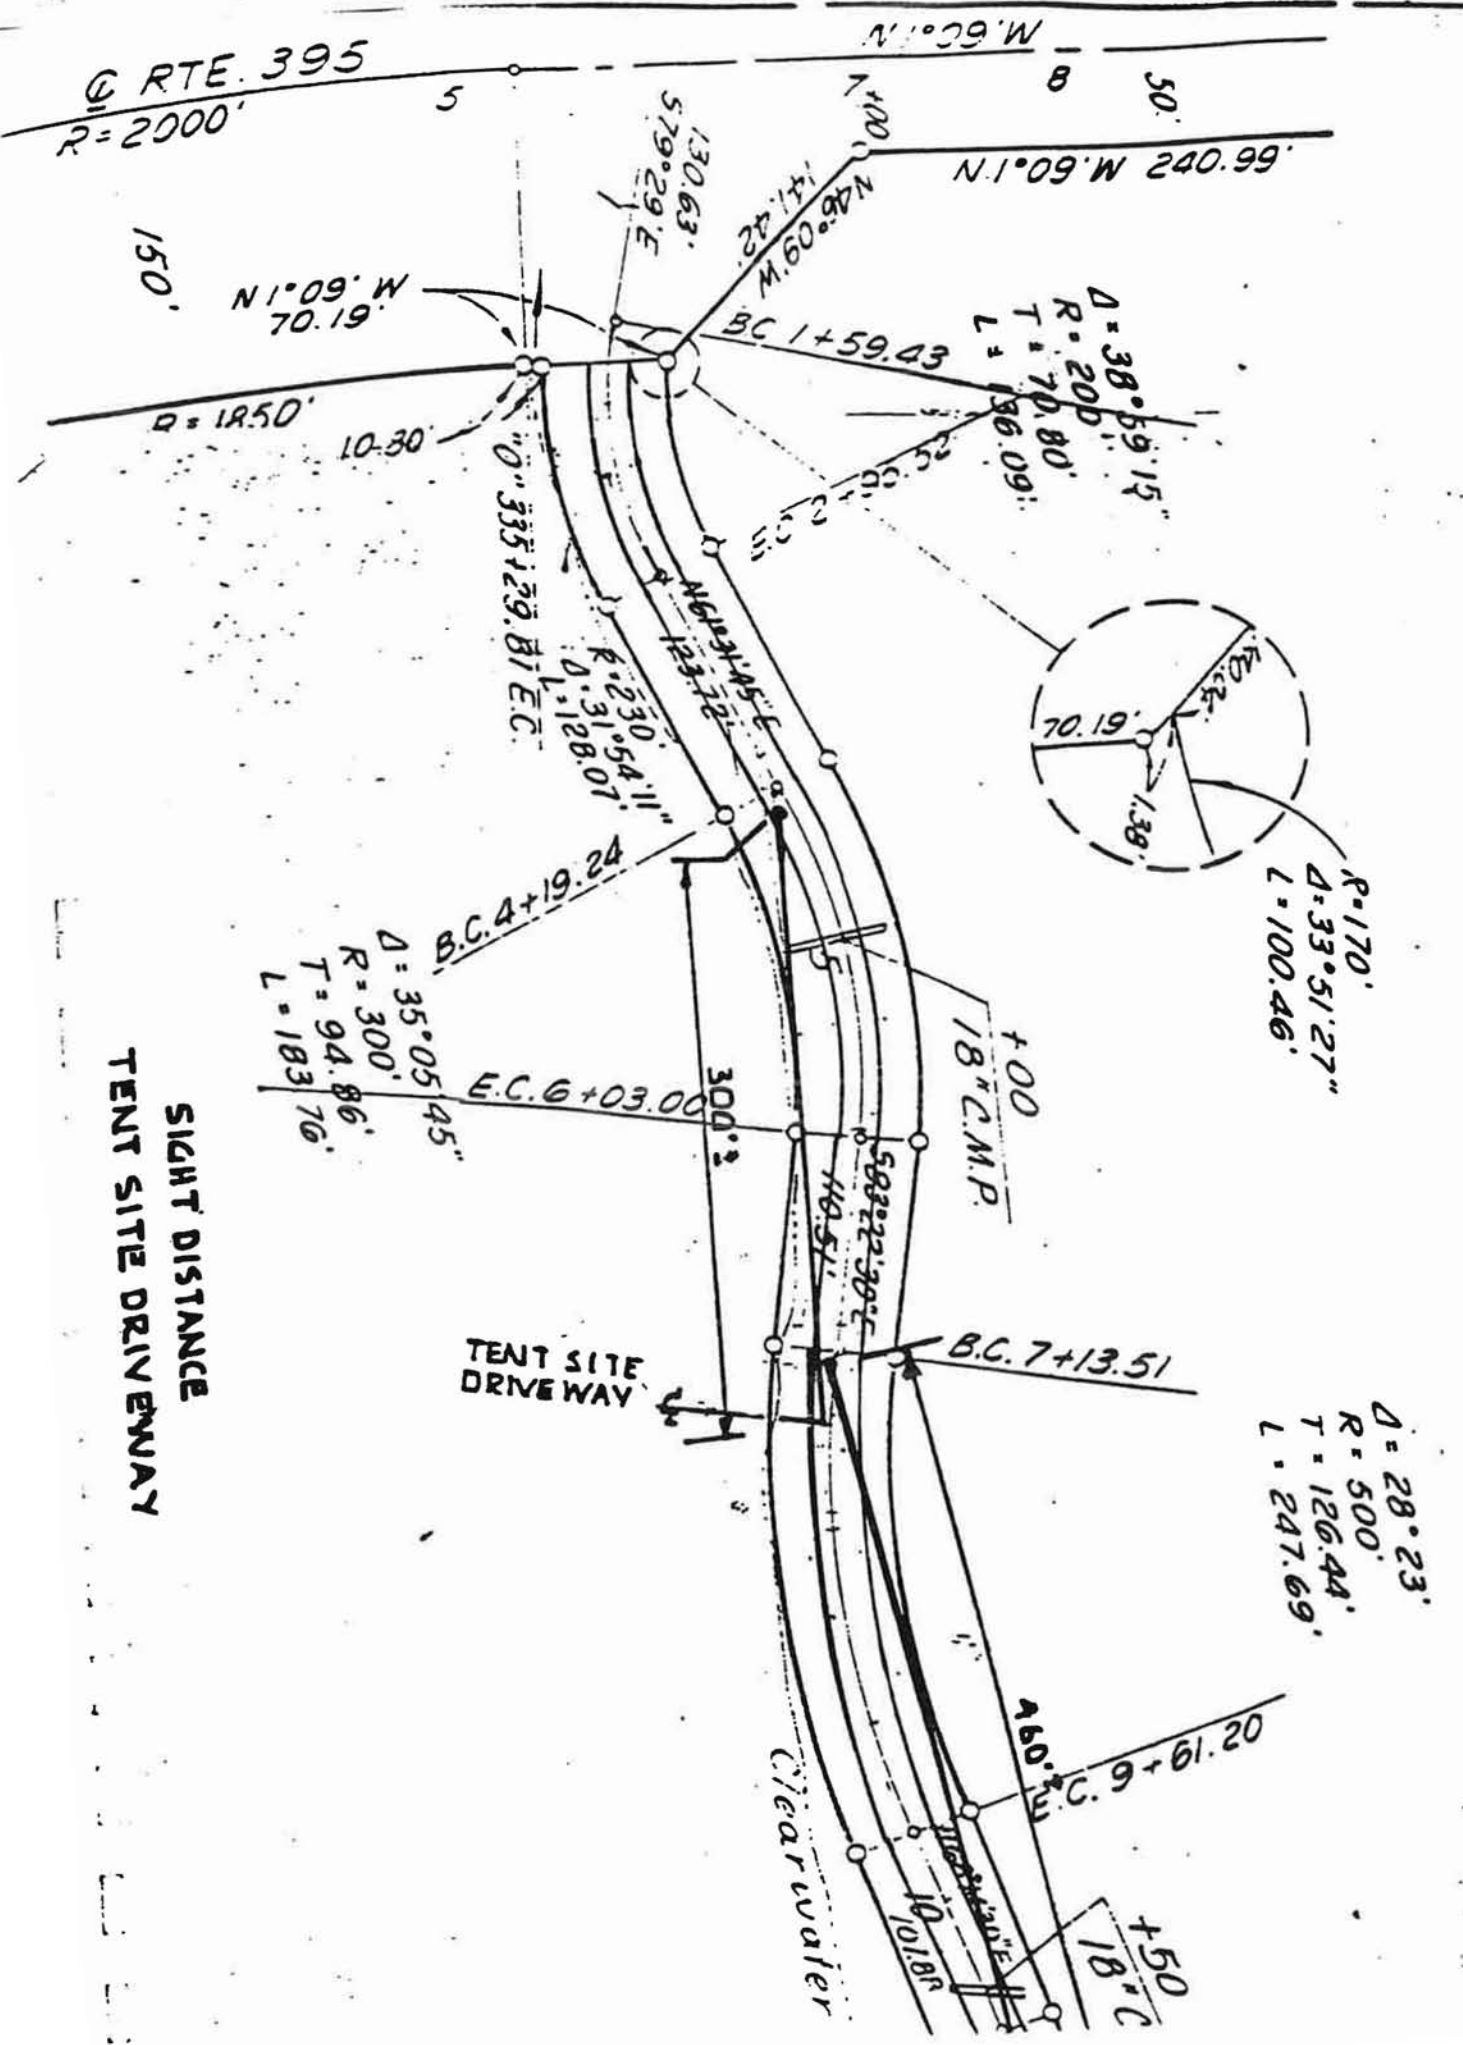 ℄ RTE. 395
R=2000'
5
7+00
8
50'
N.1°09'.W
N.1°09'.W 240.99'
130.63'
S79°29'E
N46°09'W
141.42'
150'
N1°09'.W
70.19'
BC 1+59.43
Δ = 38°59'15"
R = 200'
T = 70.80'
L = 136.09'
R = 1850'
10.30'
"0" 335+29.81 E.C.
N61°31'45"E
123.72'
R=230'
Δ=31°54'11"
L=128.07'
70.19'
1.38'
R=170'
Δ=33°51'27"
L=100.46'
B.C. 4+19.24
Δ = 35°05'45"
R = 300'
T = 94.86'
L = 183.76'
5
+00
18"C.M.P.
E.C. 6+03.00
300'±
110.51'
B.C. 7+13.51
TENT SITE
DRIVEWAY
℄
SIGHT DISTANCE
TENT SITE DRIVEWAY
Δ = 28°23'
R = 500'
T = 126.44'
L = 247.69'
460'±
E.C. 9+61.20
Clearwater
10
+50
18"C